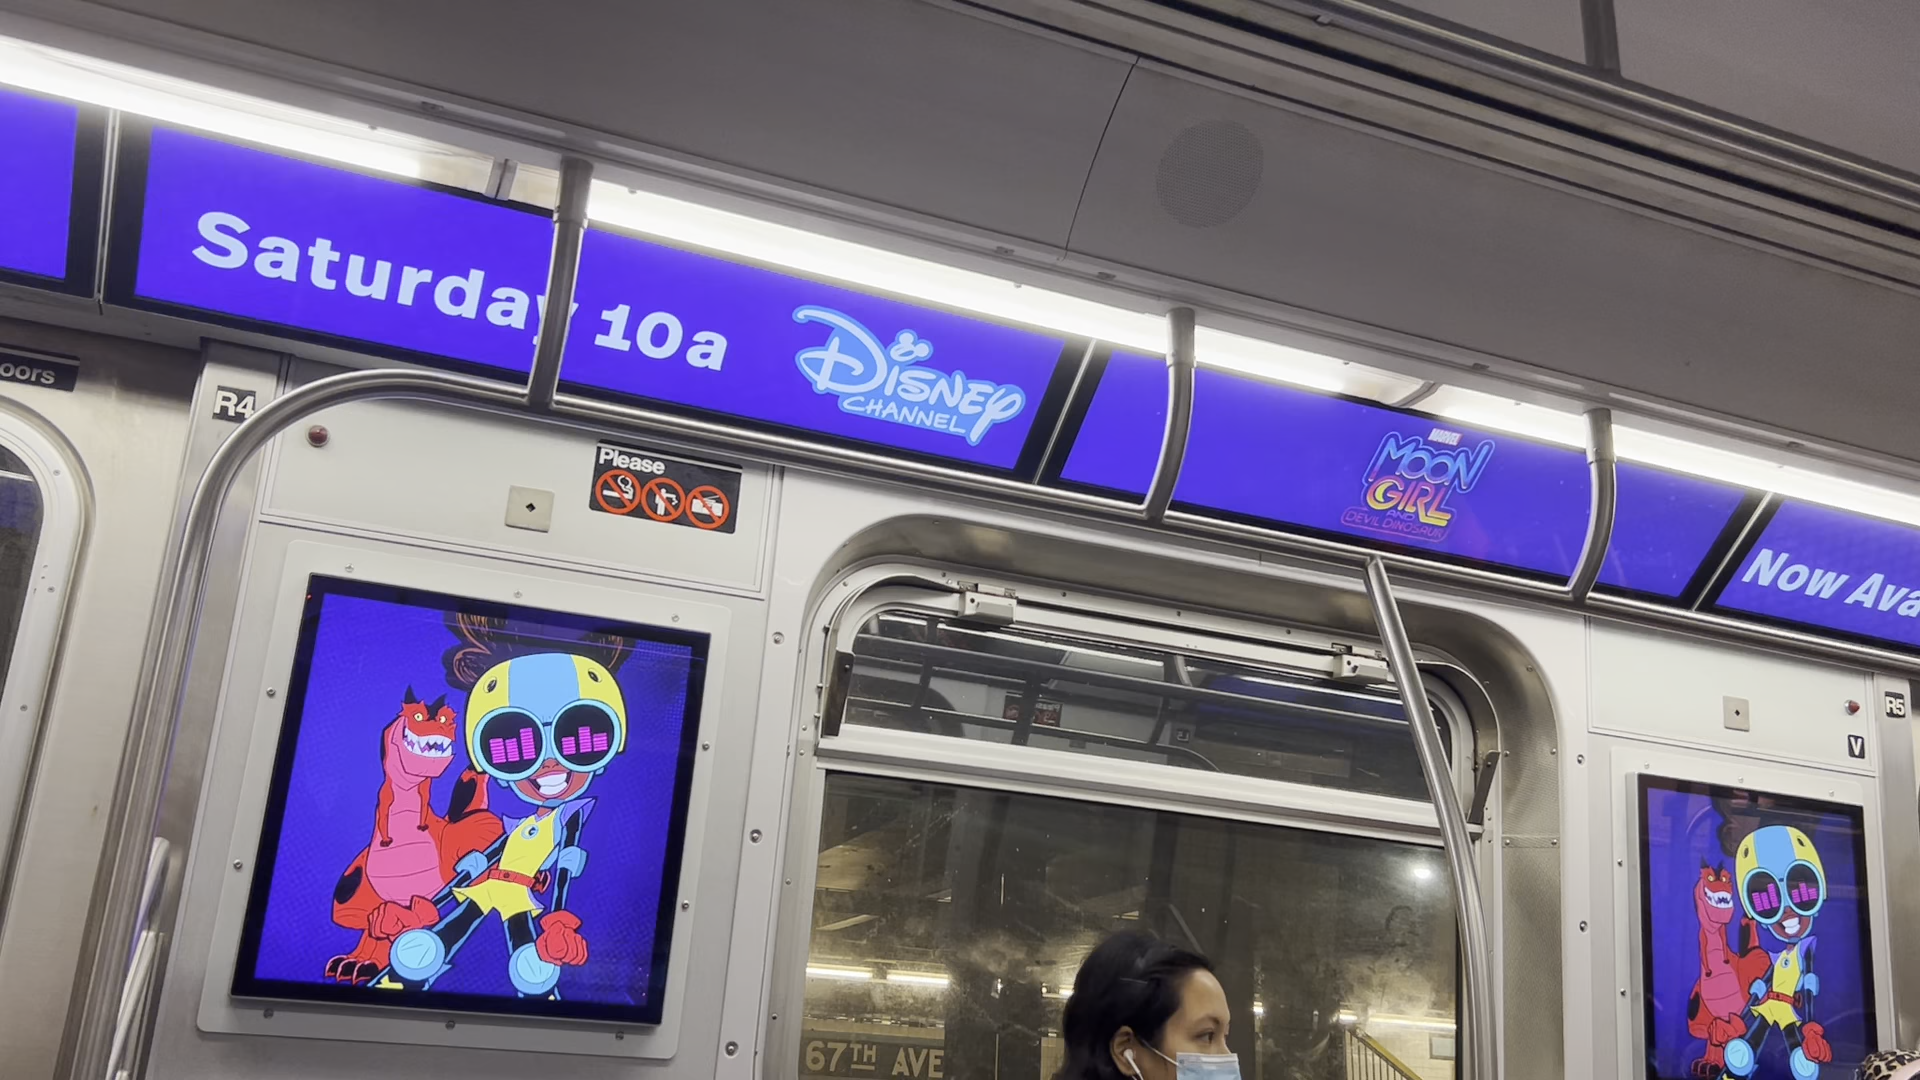 Saturday 10a
Disney
CHANNEL
MARVEL
MOON
GIRL
AND
DEVIL DINOSAUR
Now Ava
oors
R4
Please
R5
V
67TH AVE